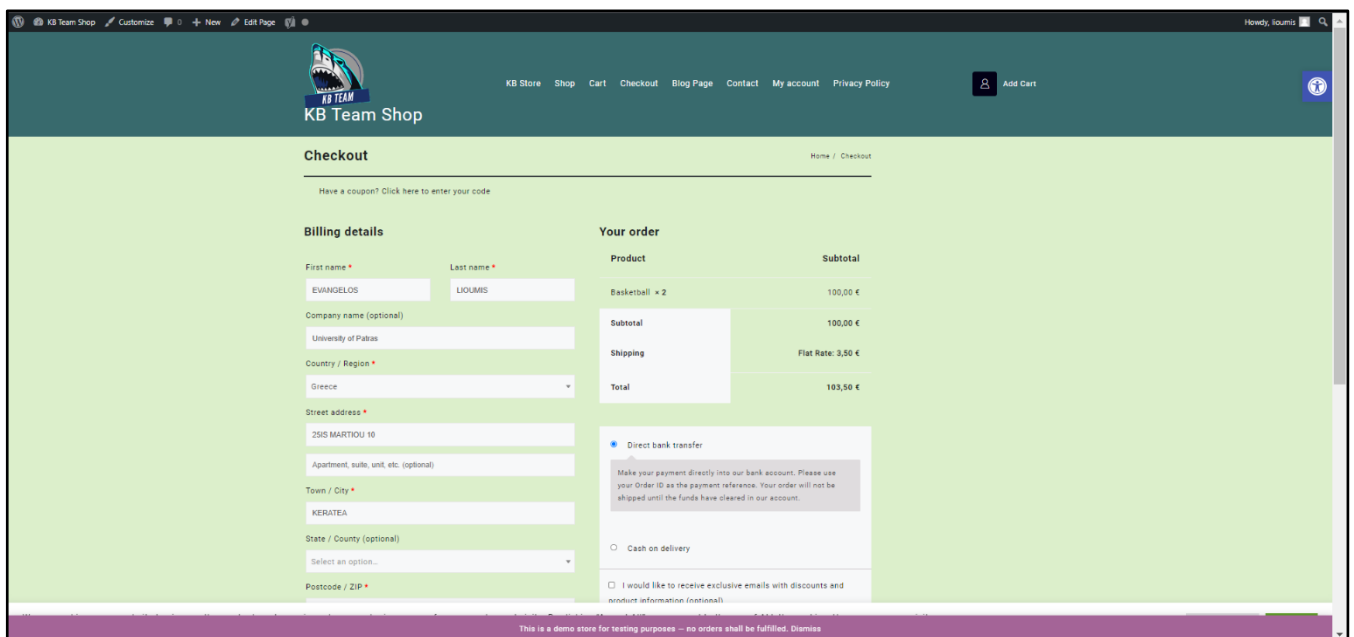 KB Team Shop Customize 0 New Edit Page Howdy, lioumis
KB TEAM
KB Team Shop
KB Store Shop Cart Checkout Blog Page Contact My account Privacy Policy Add Cart
Checkout Home / Checkout
Have a coupon? Click here to enter your code
Billing details
First name * Last name *
EVANGELOS LIOUMIS
Company name (optional)
University of Patras
Country / Region *
Greece
Street address *
25IS MARTIOU 10
Apartment, suite, unit, etc. (optional)
Town / City *
KERATEA
State / County (optional)
Select an option...
Postcode / ZIP *
Your order
Product Subtotal
Basketball × 2 100,00 €
Subtotal 100,00 €
Shipping Flat Rate: 3,50 €
Total 103,50 €
Direct bank transfer
Make your payment directly into our bank account. Please use
your Order ID as the payment reference. Your order will not be
shipped until the funds have cleared in our account.
Cash on delivery
I would like to receive exclusive emails with discounts and
product information (optional)
This is a demo store for testing purposes — no orders shall be fulfilled. Dismiss